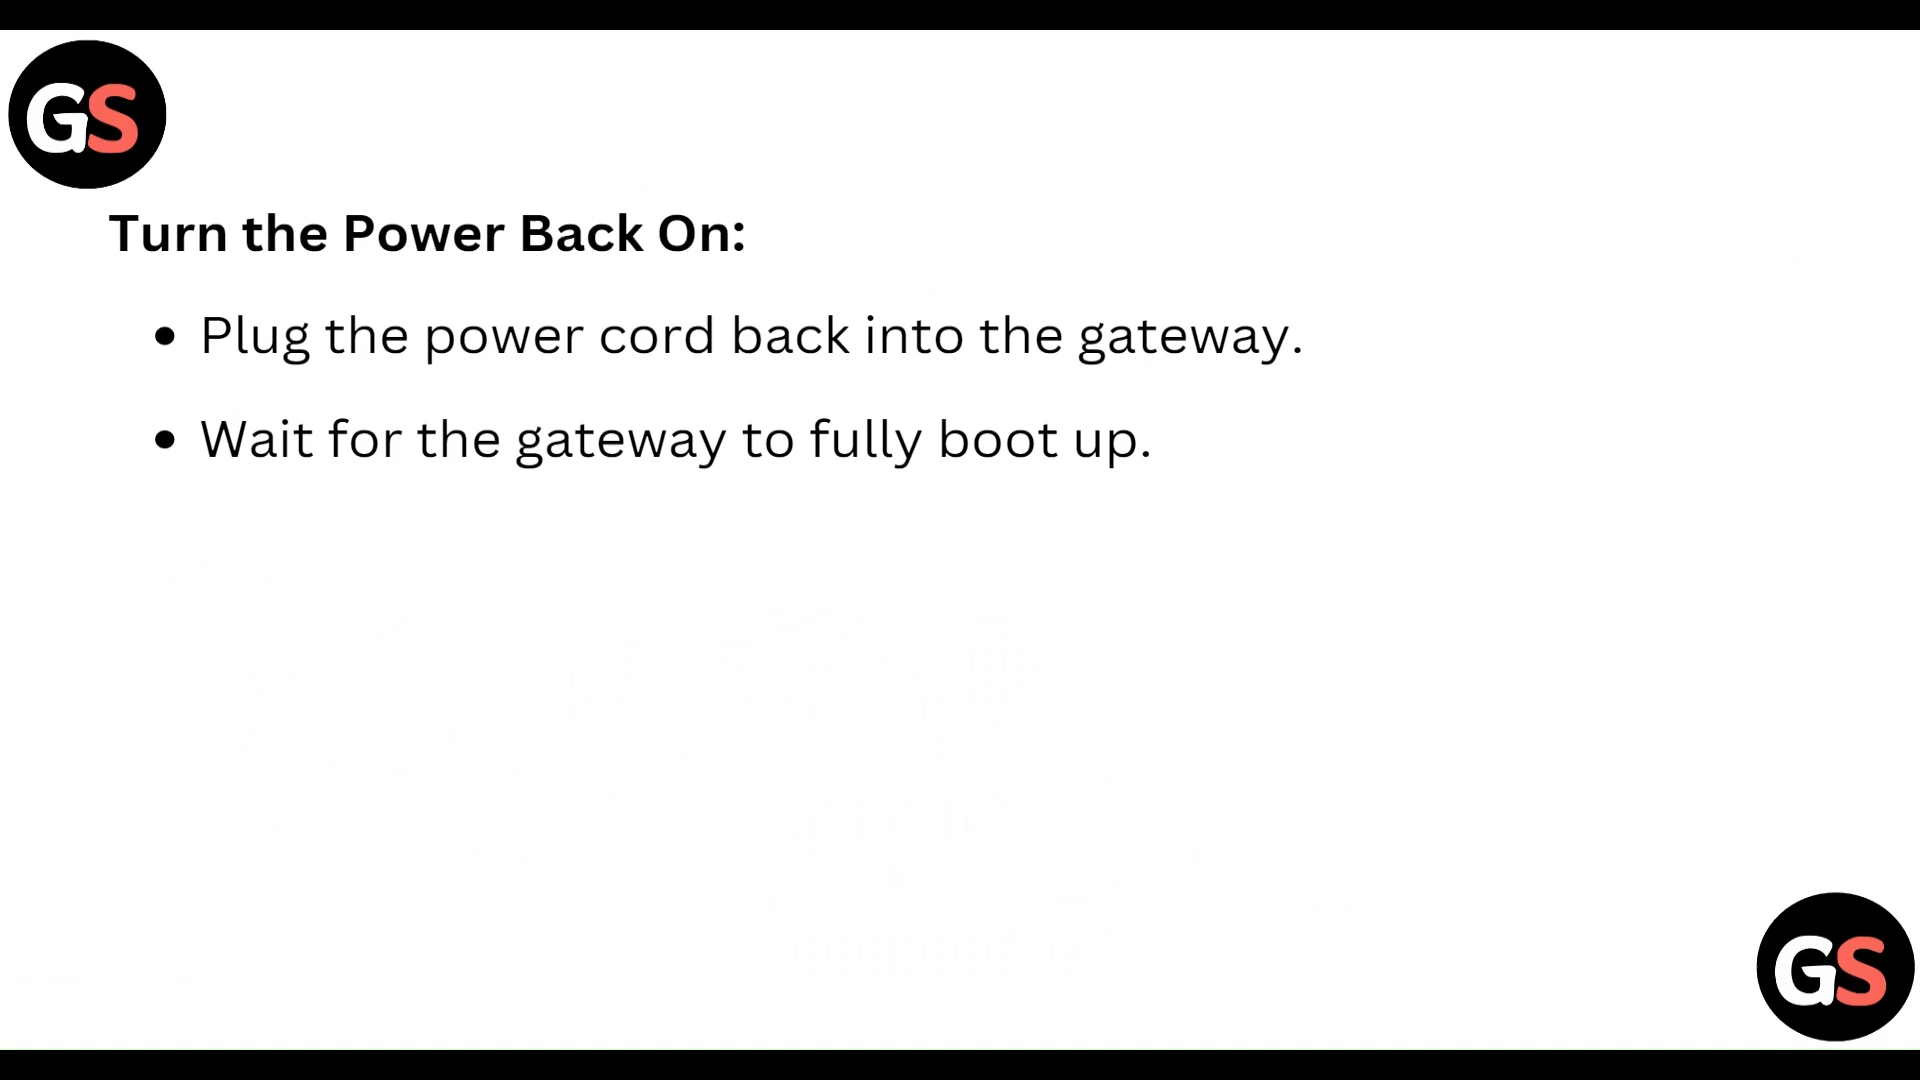 GS
Turn the Power Back On:
• Plug the power cord back into the gateway.
• Wait for the gateway to fully boot up.
GS